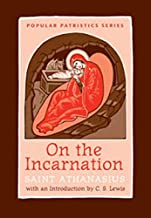 POPULAR PATRISTICS SERIES
On the
Incarnation
SAINT ATHANASIUS
with an Introduction by C. S. Lewis